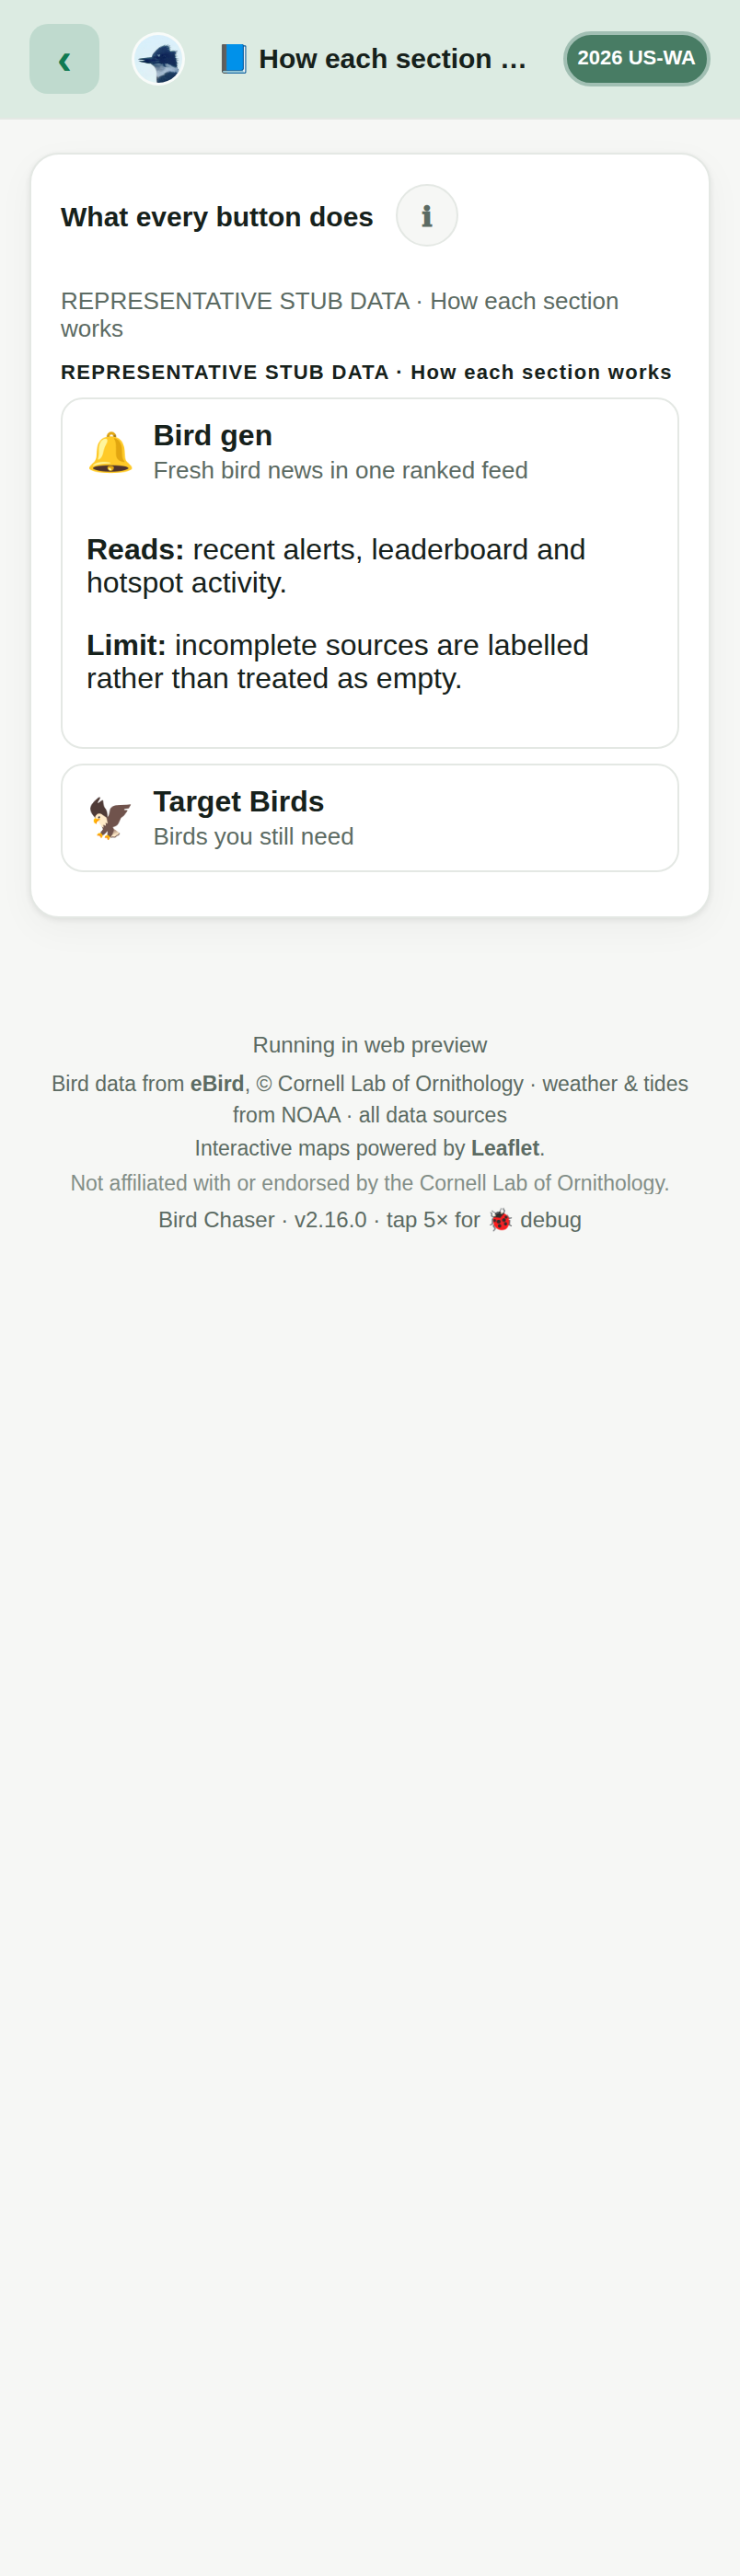 ‹
📘 How each section …
2026 US-WA
What every button does
ℹ
REPRESENTATIVE STUB DATA · How each section
works
REPRESENTATIVE STUB DATA · How each section works
🔔 Bird gen
Fresh bird news in one ranked feed
Reads: recent alerts, leaderboard and
hotspot activity.
Limit: incomplete sources are labelled
rather than treated as empty.
🦅 Target Birds
Birds you still need
Running in web preview
Bird data from eBird, © Cornell Lab of Ornithology · weather & tides
from NOAA · all data sources
Interactive maps powered by Leaflet.
Not affiliated with or endorsed by the Cornell Lab of Ornithology.
Bird Chaser · v2.16.0 · tap 5× for 🐞 debug